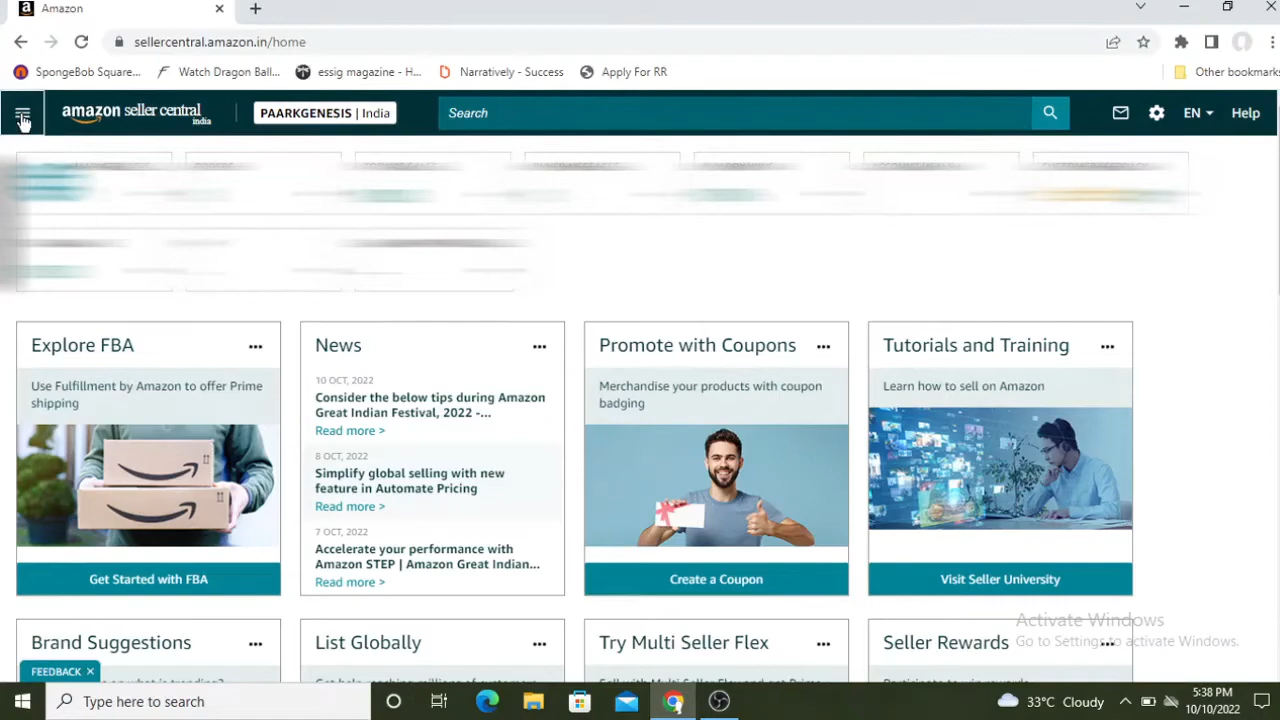 Amazon
sellercentral.amazon.in/home
SpongeBob Square... Watch Dragon Ball... essig magazine - H... Narratively - Success Apply For RR Other bookmarks
amazon seller central india PAARKGENESIS | India Search EN Help
Explore FBA
Use Fulfillment by Amazon to offer Prime
shipping
Get Started with FBA
News
10 OCT, 2022
Consider the below tips during Amazon
Great Indian Festival, 2022 -...
Read more >
8 OCT, 2022
Simplify global selling with new
feature in Automate Pricing
Read more >
7 OCT, 2022
Accelerate your performance with
Amazon STEP | Amazon Great Indian...
Read more >
Promote with Coupons
Merchandise your products with coupon
badging
Create a Coupon
Tutorials and Training
Learn how to sell on Amazon
Visit Seller University
Brand Suggestions
List Globally
Try Multi Seller Flex
Seller Rewards
FEEDBACK
Activate Windows
Go to Settings to activate Windows.
Type here to search
33°C Cloudy
5:38 PM
10/10/2022